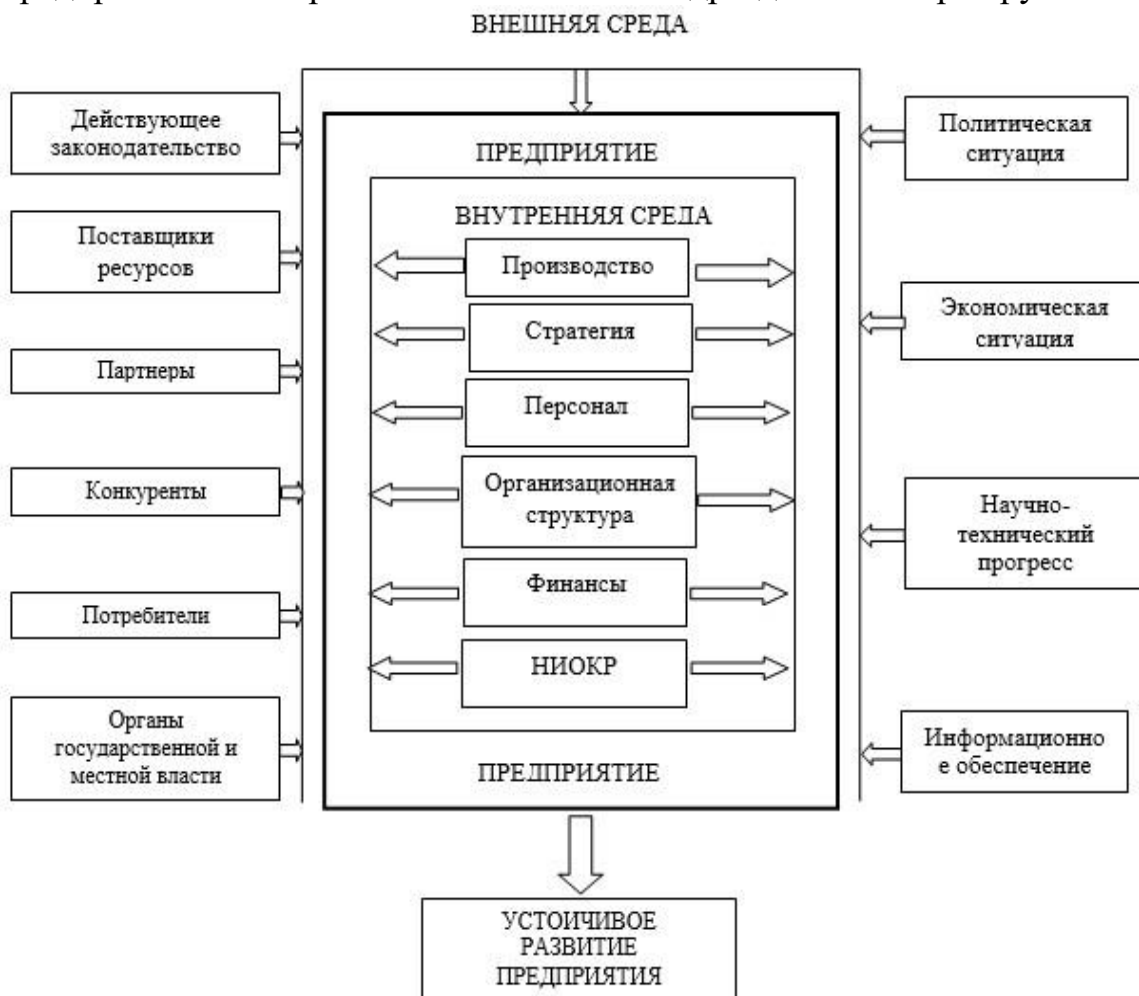 ВНЕШНЯЯ СРЕДА
Действующее
законодательство
Поставщики
ресурсов
Партнеры
Конкуренты
Потребители
Органы
государственной и
местной власти
ПРЕДПРИЯТИЕ
ВНУТРЕННЯЯ СРЕДА
Производство
Стратегия
Персонал
Организационная
структура
Финансы
НИОКР
ПРЕДПРИЯТИЕ
Политическая
ситуация
Экономическая
ситуация
Научно-
технический
прогресс
Информационно
е обеспечение
УСТОИЧИВОЕ
РАЗВИТИЕ
ПРЕДПРИЯТИЯ